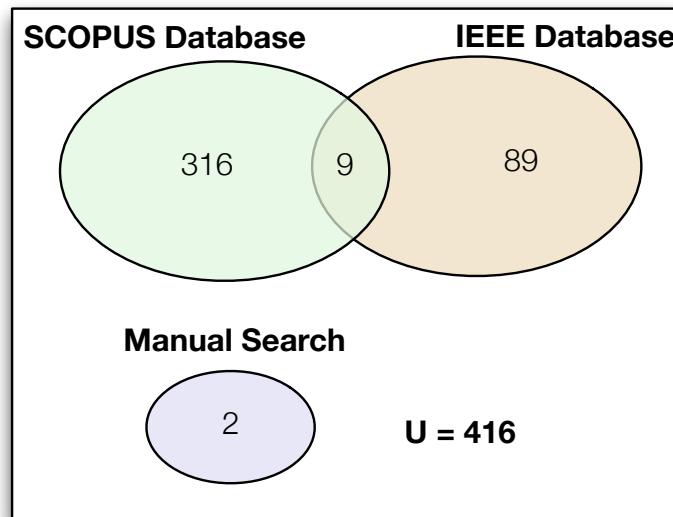 SCOPUS Database
IEEE Database
316
9
89
Manual Search
2
U = 416